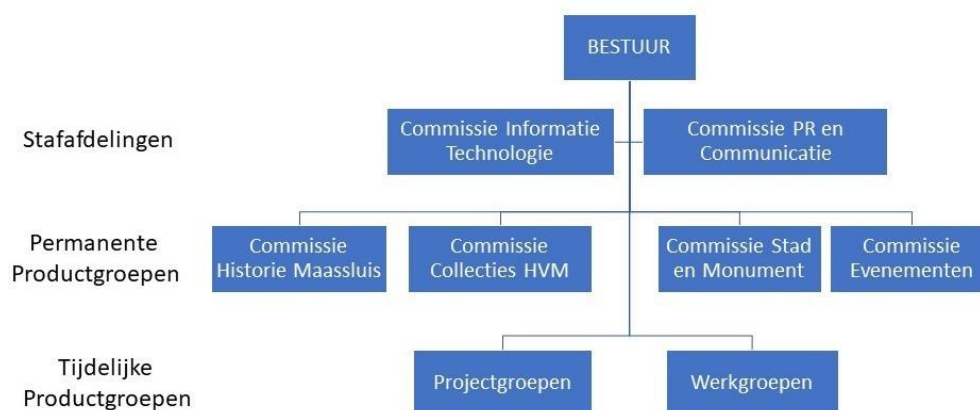 BESTUUR
Stafafdelingen
Commissie Informatie
Technologie
Commissie PR en
Communicatie
Permanente
Productgroepen
Commissie
Historie Maassluis
Commissie
Collecties HVM
Commissie Stad
en Monument
Commissie
Evenementen
Tijdelijke
Productgroepen
Projectgroepen
Werkgroepen